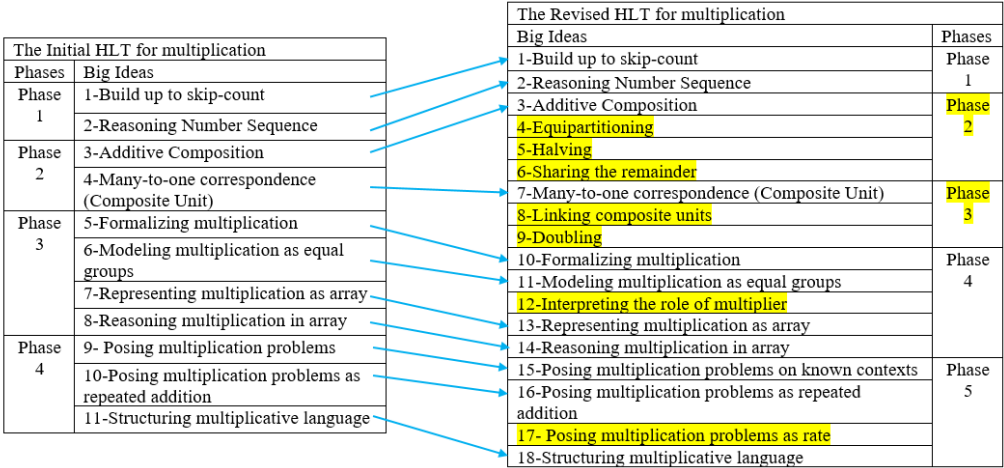 The Initial HLT for multiplication
Phases Big Ideas
Phase 1-Build up to skip-count
1
2-Reasoning Number Sequence
Phase 3-Additive Composition
2
4-Many-to-one correspondence
(Composite Unit)
Phase 5-Formalizing multiplication
3
6-Modeling multiplication as equal
groups
7-Representing multiplication as array
8-Reasoning multiplication in array
Phase 9- Posing multiplication problems
4
10-Posing multiplication problems as
repeated addition
11-Structuring multiplicative language
The Revised HLT for multiplication
Big Ideas Phases
1-Build up to skip-count Phase
2-Reasoning Number Sequence 1
3-Additive Composition Phase
4-Equipartitioning 2
5-Halving
6-Sharing the remainder
7-Many-to-one correspondence (Composite Unit) Phase
8-Linking composite units 3
9-Doubling
10-Formalizing multiplication Phase
11-Modeling multiplication as equal groups 4
12-Interpreting the role of multiplier
13-Representing multiplication as array
14-Reasoning multiplication in array
15-Posing multiplication problems on known contexts Phase
16-Posing multiplication problems as repeated 5
addition
17- Posing multiplication problems as rate
18-Structuring multiplicative language